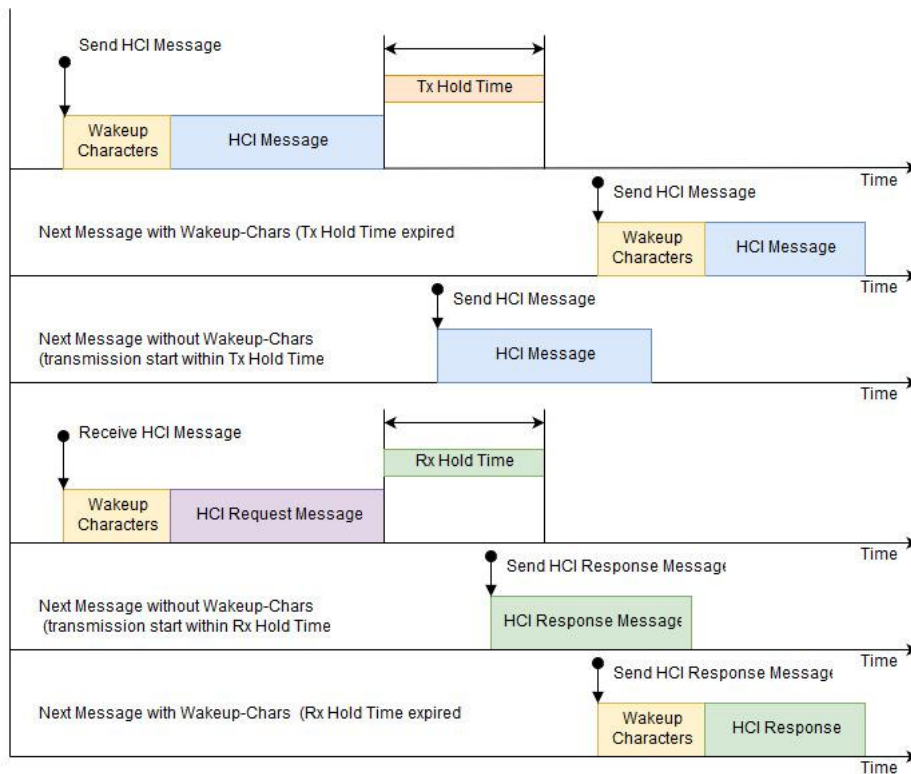 Send HCI Message
Tx Hold Time
Wakeup
Characters
HCI Message
Time
Send HCI Message
Next Message with Wakeup-Chars (Tx Hold Time expired
Wakeup
Characters
HCI Message
Time
Send HCI Message
Next Message without Wakeup-Chars
(transmission start within Tx Hold Time
HCI Message
Time
Receive HCI Message
Rx Hold Time
Wakeup
Characters
HCI Request Message
Time
Send HCI Response Message
Next Message without Wakeup-Chars
(transmission start within Rx Hold Time
HCI Response Message
Time
Send HCI Response Message
Next Message with Wakeup-Chars (Rx Hold Time expired
Wakeup
Characters
HCI Response
Time